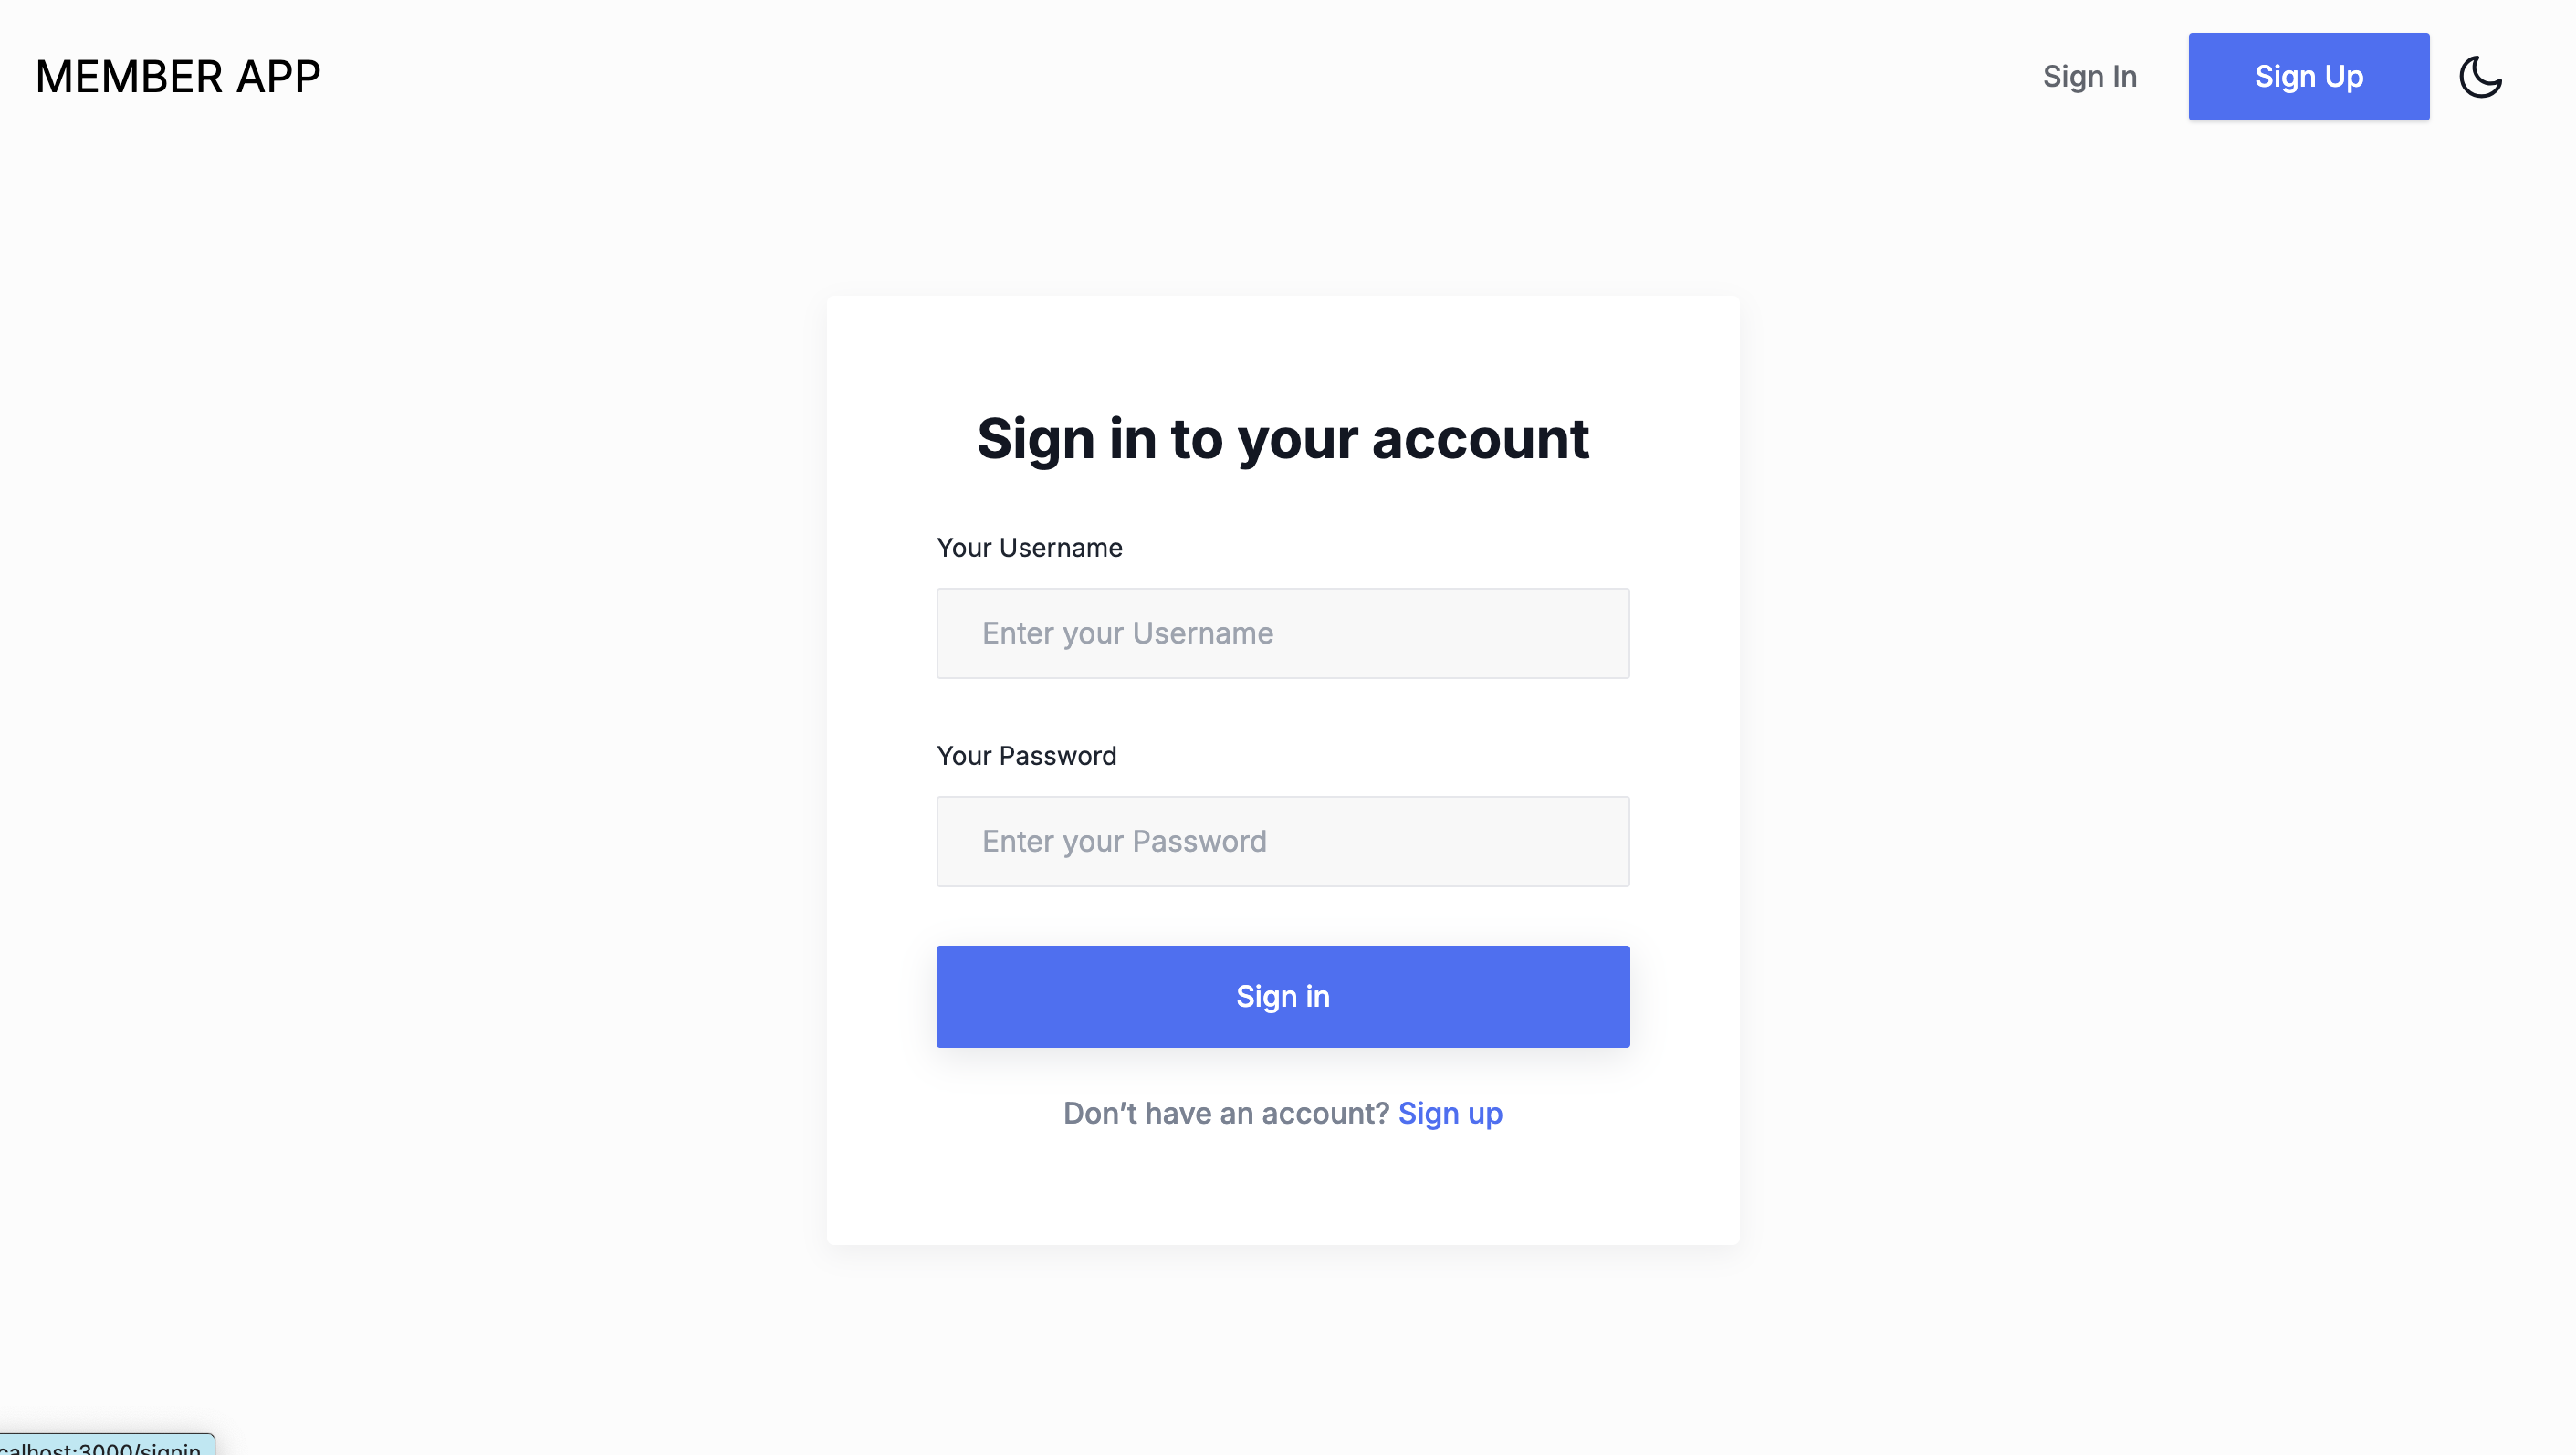 MEMBER APP
Sign In
Sign Up
Sign in to your account
Your Username
Enter your Username
Your Password
Enter your Password
Sign in
Don’t have an account? Sign up
calhost:3000/signin